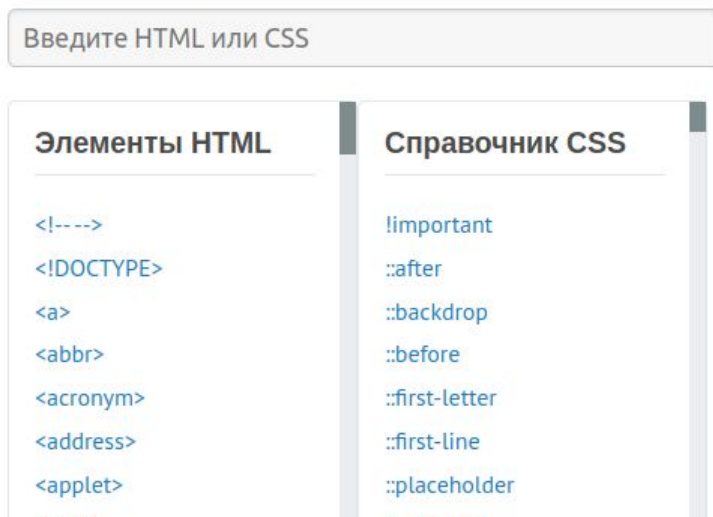 Введите HTML или CSS
Элементы HTML
<!-- -->
<!DOCTYPE>
<a>
<abbr>
<acronym>
<address>
<applet>
Справочник CSS
!important
::after
::backdrop
::before
::first-letter
::first-line
::placeholder